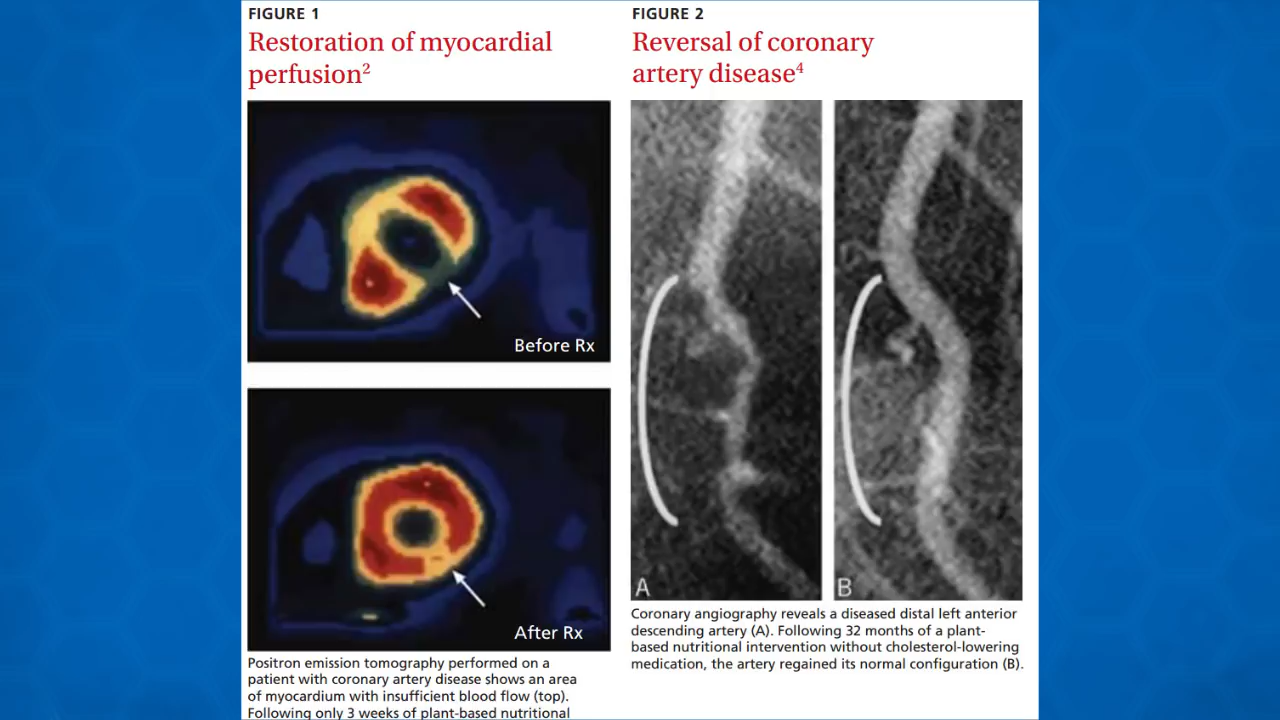 FIGURE 1
Restoration of myocardial
perfusion²
Before Rx
After Rx
Positron emission tomography performed on a
patient with coronary artery disease shows an area
of myocardium with insufficient blood flow (top).
Following only 3 weeks of plant-based nutritional
FIGURE 2
Reversal of coronary
artery disease⁴
A
B
Coronary angiography reveals a diseased distal left anterior
descending artery (A). Following 32 months of a plant-
based nutritional intervention without cholesterol-lowering
medication, the artery regained its normal configuration (B).